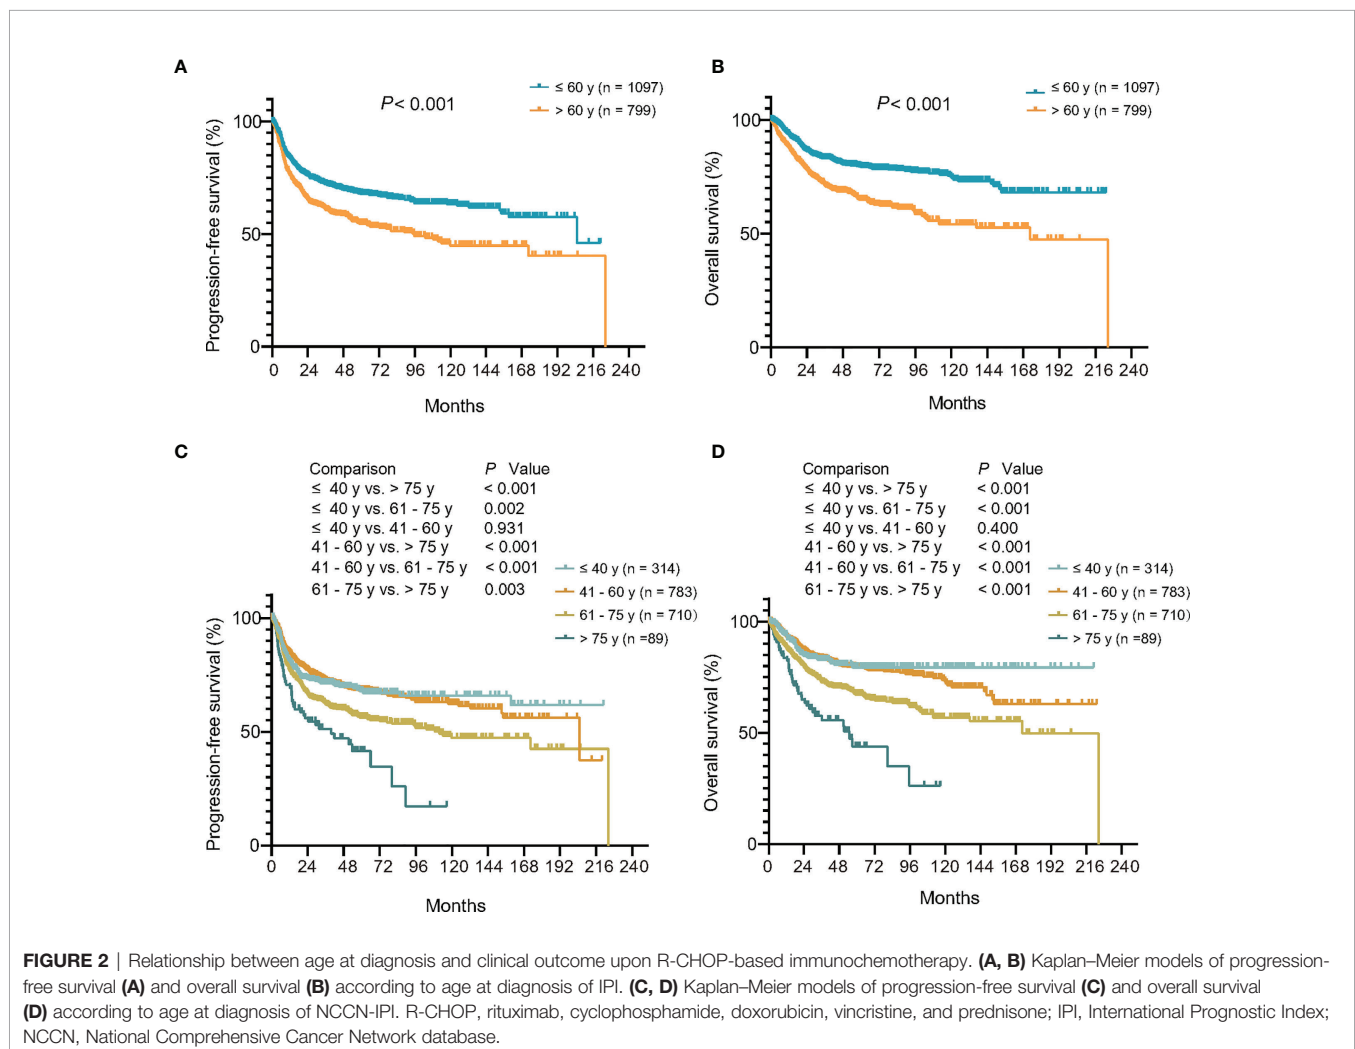 A
P< 0.001
≤ 60 y (n = 1097)
> 60 y (n = 799)
Progression-free survival (%)
100
50
0
0 24 48 72 96 120 144 168 192 216 240
Months
B
P< 0.001
≤ 60 y (n = 1097)
> 60 y (n = 799)
Overall survival (%)
100
50
0
0 24 48 72 96 120 144 168 192 216 240
Months
C
Comparison P Value
≤ 40 y vs. > 75 y < 0.001
≤ 40 y vs. 61 - 75 y 0.002
≤ 40 y vs. 41 - 60 y 0.931
41 - 60 y vs. > 75 y < 0.001
41 - 60 y vs. 61 - 75 y < 0.001
61 - 75 y vs. > 75 y 0.003
≤ 40 y (n = 314)
41 - 60 y (n = 783)
61 - 75 y (n = 710)
> 75 y (n =89)
Progression-free survival (%)
100
50
0
0 24 48 72 96 120 144 168 192 216 240
Months
D
Comparison P Value
≤ 40 y vs. > 75 y < 0.001
≤ 40 y vs. 61 - 75 y < 0.001
≤ 40 y vs. 41 - 60 y 0.400
41 - 60 y vs. > 75 y < 0.001
41 - 60 y vs. 61 - 75 y < 0.001
61 - 75 y vs. > 75 y < 0.001
≤ 40 y (n = 314)
41 - 60 y (n = 783)
61 - 75 y (n = 710)
> 75 y (n =89)
Overall survival (%)
100
50
0
0 24 48 72 96 120 144 168 192 216 240
Months
FIGURE 2 | Relationship between age at diagnosis and clinical outcome upon R-CHOP-based immunochemotherapy. (A, B) Kaplan–Meier models of progression-
free survival (A) and overall survival (B) according to age at diagnosis of IPI. (C, D) Kaplan–Meier models of progression-free survival (C) and overall survival
(D) according to age at diagnosis of NCCN-IPI. R-CHOP, rituximab, cyclophosphamide, doxorubicin, vincristine, and prednisone; IPI, International Prognostic Index;
NCCN, National Comprehensive Cancer Network database.